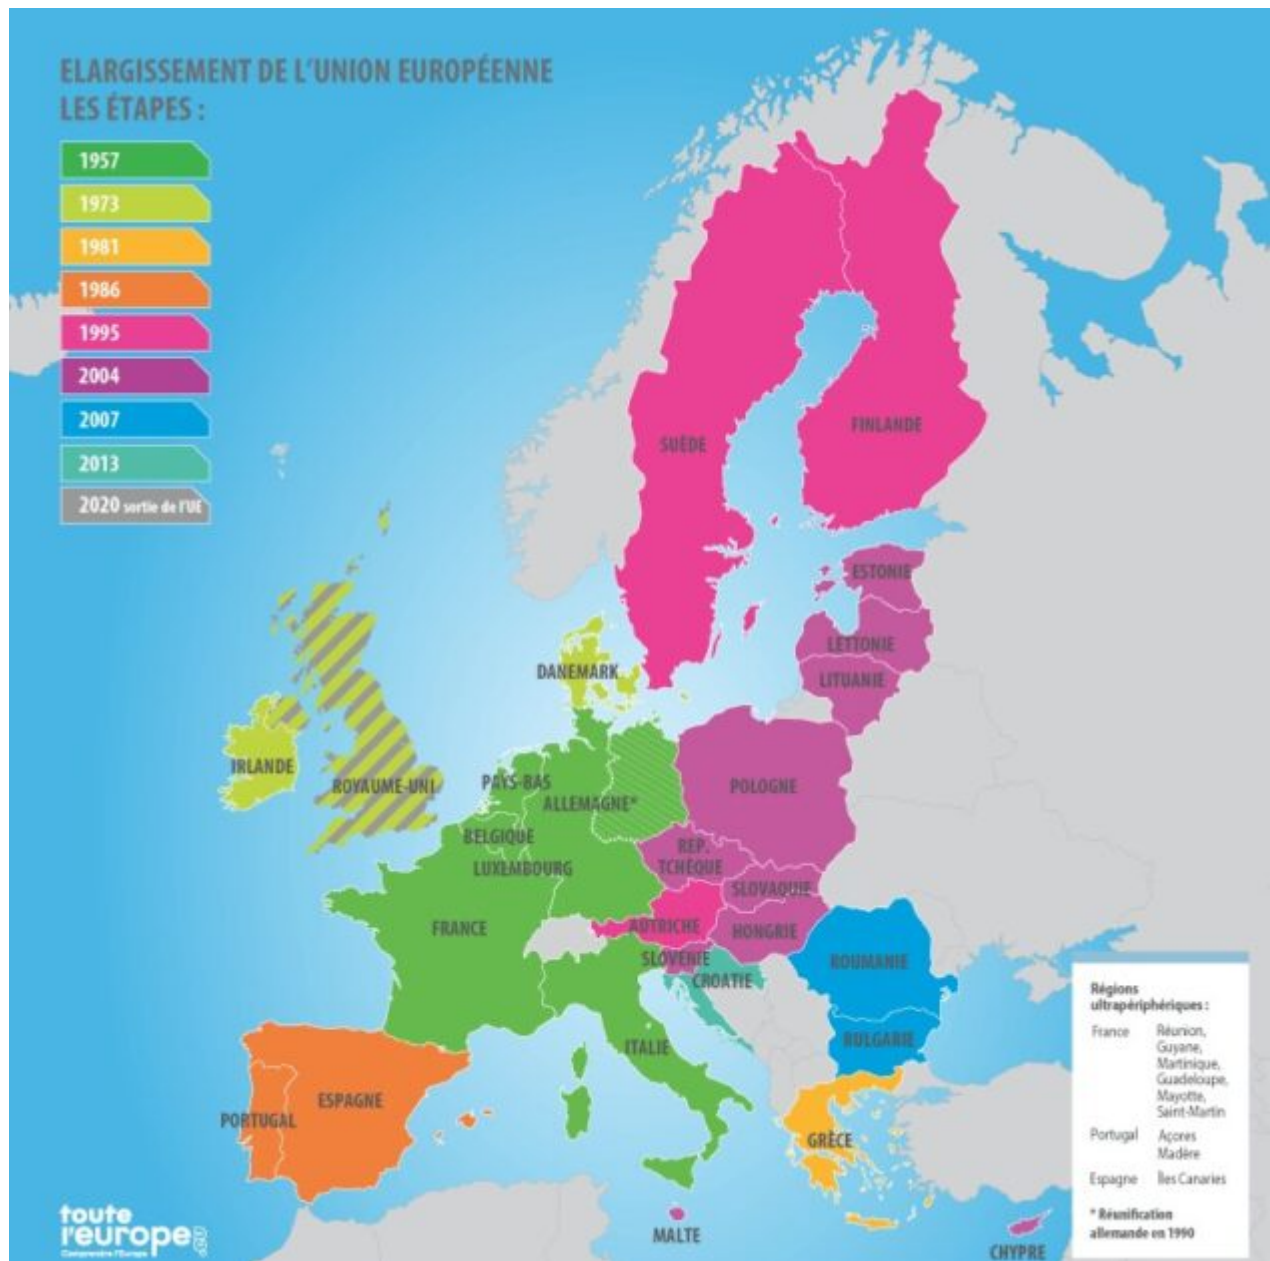 ELARGISSEMENT DE L'UNION EUROPÉENNE
LES ÉTAPES :
1957
1973
1981
1986
1995
2004
2007
2013
2020 sortie de l'UE
SUÈDE
FINLANDE
ESTONIE
LETTONIE
LITUANIE
DANEMARK
IRLANDE
ROYAUME-UNI
PAYS-BAS
ALLEMAGNE*
POLOGNE
BELGIQUE
LUXEMBOURG
REP.
TCHÈQUE
SLOVAQUIE
FRANCE
AUTRICHE
HONGRIE
SLOVÉNIE
CROATIE
ROUMANIE
BULGARIE
ITALIE
ESPAGNE
PORTUGAL
GRÈCE
MALTE
CHYPRE
Régions
ultrapériphériques :
France Réunion,
Guyane,
Martinique,
Guadeloupe,
Mayotte,
Saint-Martin
Portugal Açores
Madère
Espagne Îles Canaries
* Réunification
allemande en 1990
toute
l'europe.eu
Comprendre l'Europe